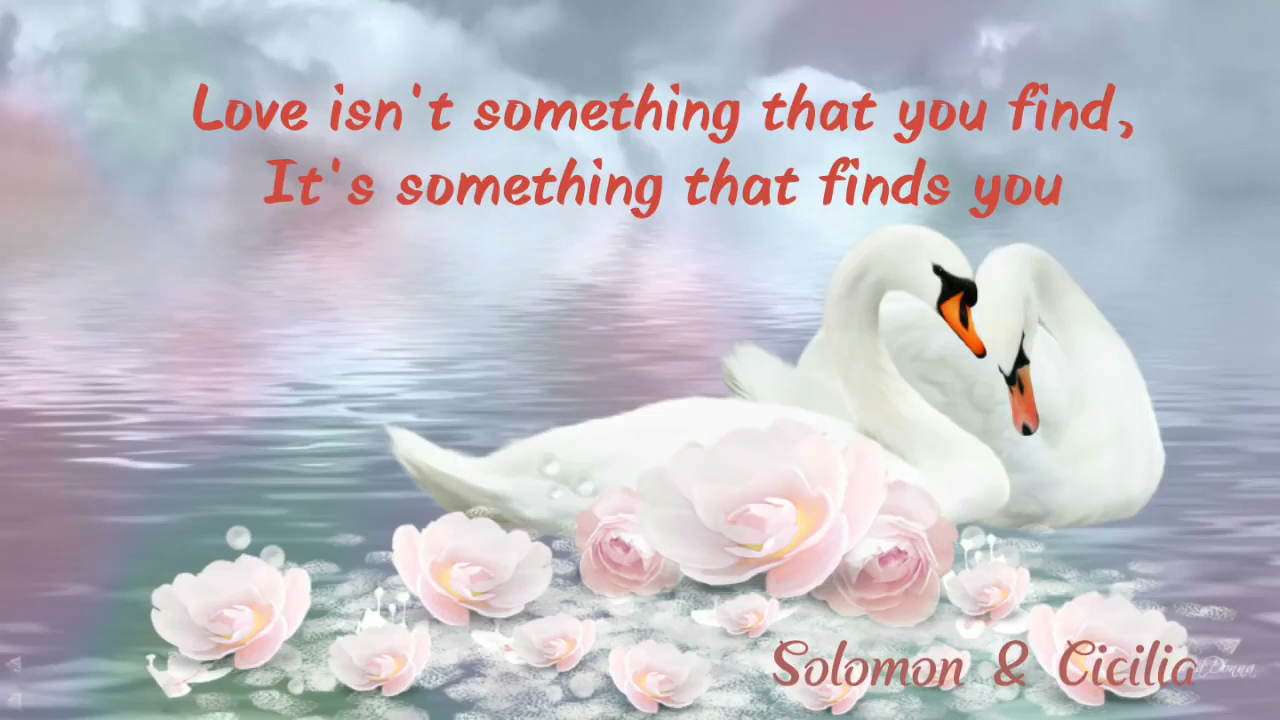 Love isn't something that you find,
It's something that finds you
Solomon & Cicilia